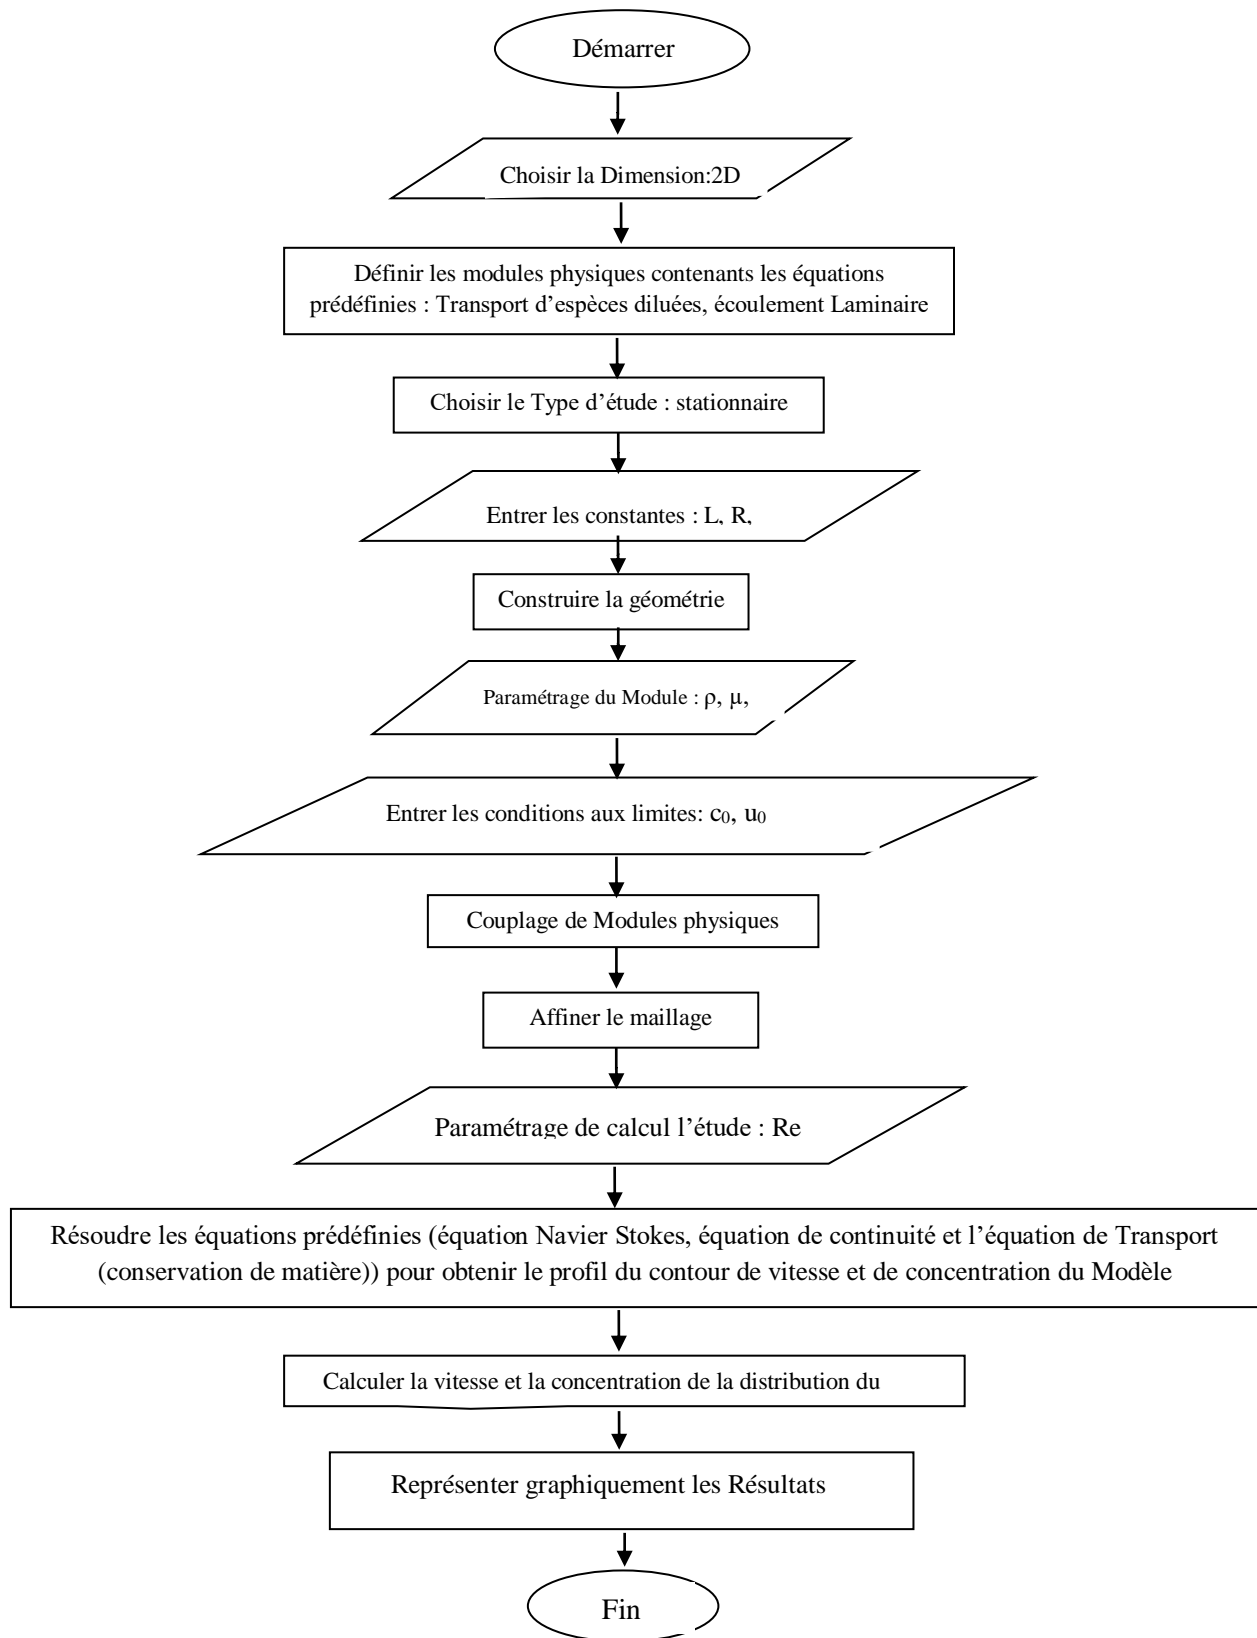 Démarrer
Choisir la Dimension:2D
Définir les modules physiques contenants les équations
prédéfinies : Transport d’espèces diluées, écoulement Laminaire
Choisir le Type d’étude : stationnaire
Entrer les constantes : L, R,
Construire la géométrie
Paramétrage du Module : ρ, μ,
Entrer les conditions aux limites: c₀, u₀
Couplage de Modules physiques
Affiner le maillage
Paramétrage de calcul l’étude : Re
Résoudre les équations prédéfinies (équation Navier Stokes, équation de continuité et l’équation de Transport
(conservation de matière)) pour obtenir le profil du contour de vitesse et de concentration du Modèle
Calculer la vitesse et la concentration de la distribution du
Représenter graphiquement les Résultats
Fin